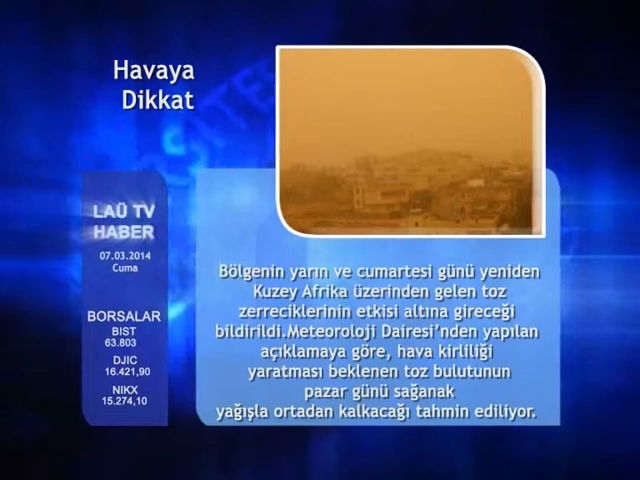 Havaya
Dikkat
LAÜ TV
HABER
07.03.2014
Cuma
BORSALAR
BIST
63.803
DJIC
16.421,90
NIKX
15.274,10
Bölgenin yarın ve cumartesi günü yeniden
Kuzey Afrika üzerinden gelen toz
zerreciklerinin etkisi altına gireceği
bildirildi.Meteoroloji Dairesi'nden yapılan
açıklamaya göre, hava kirliliği
yaratması beklenen toz bulutunun
pazar günü sağanak
yağışla ortadan kalkacağı tahmin ediliyor.